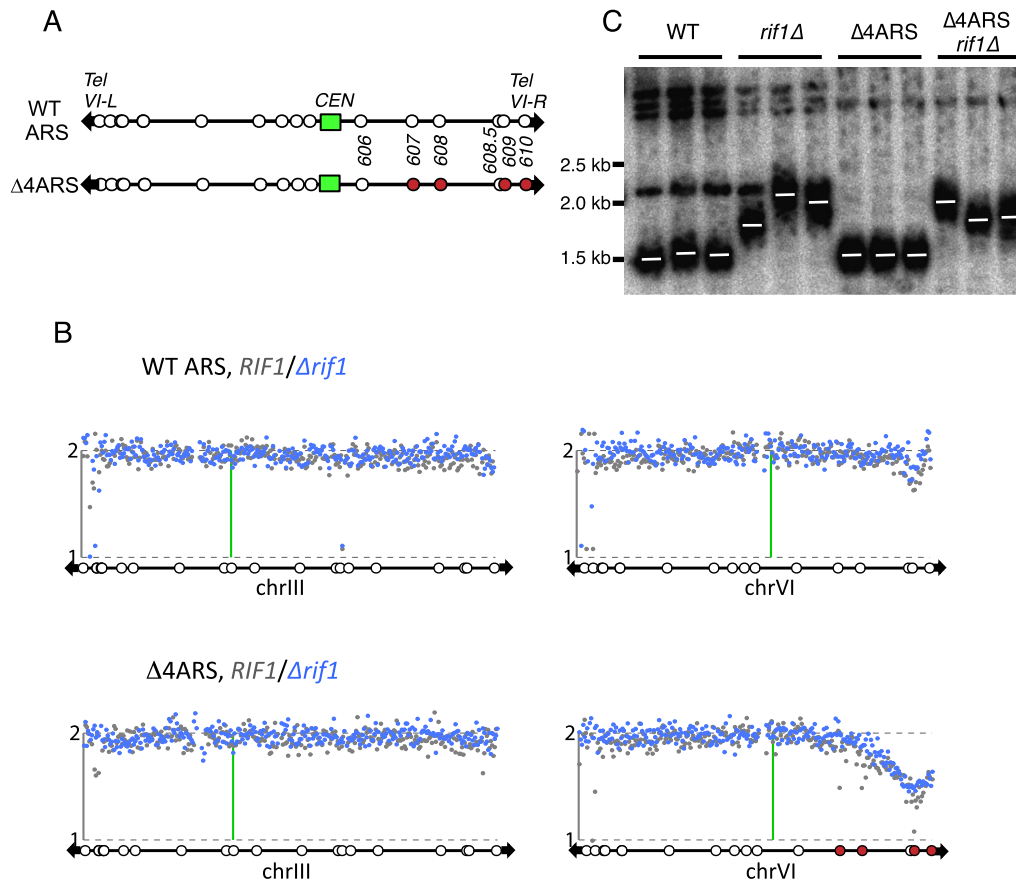 A
Tel
VI-L
WT
ARS
CEN
Tel
VI-R
606
607
608
608.5
609
610
Δ4ARS
C
WT
rif1Δ
Δ4ARS
Δ4ARS
rif1Δ
2.5 kb
2.0 kb
1.5 kb
B
WT ARS, RIF1/Δrif1
2
1
chrIII
2
1
chrVI
Δ4ARS, RIF1/Δrif1
2
1
chrIII
2
1
chrVI